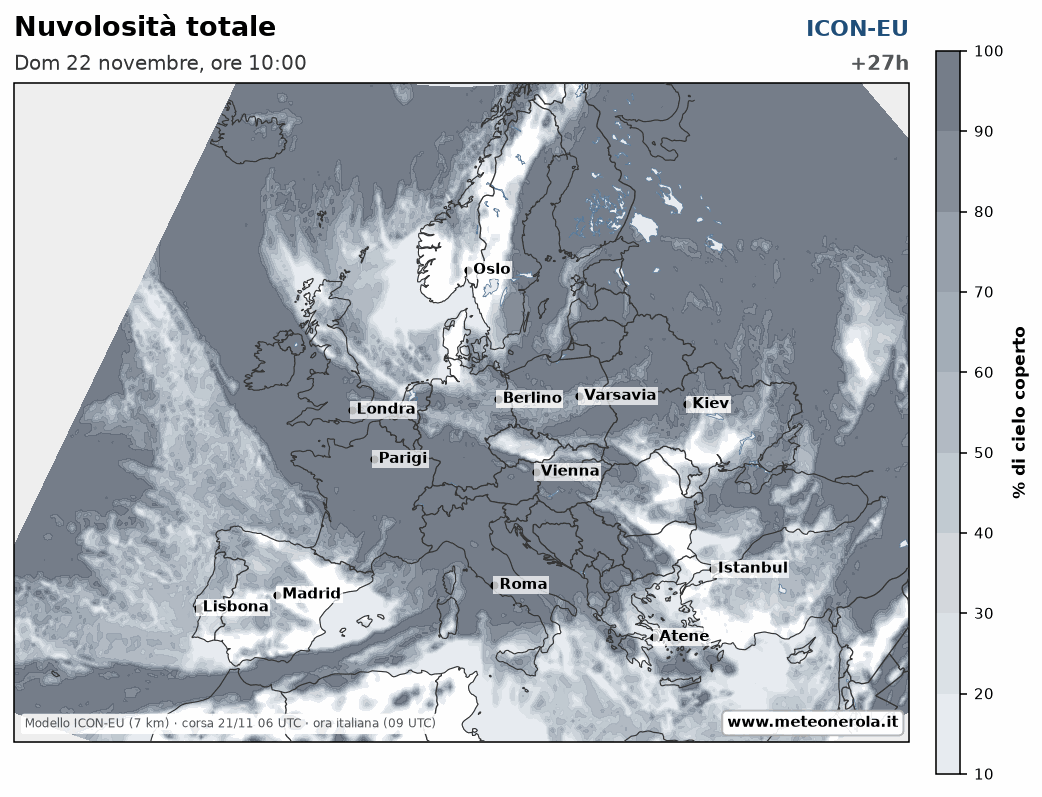 Nuvolosità totale
ICON-EU
Dom 22 novembre, ore 10:00
+27h
100
90
80
70
60
50
40
30
20
10
% di cielo coperto
Oslo
Londra
Berlino
Varsavia
Kiev
Parigi
Vienna
Istanbul
Roma
Madrid
Lisbona
Atene
Modello ICON-EU (7 km) · corsa 21/11 06 UTC · ora italiana (09 UTC)
www.meteonerola.it